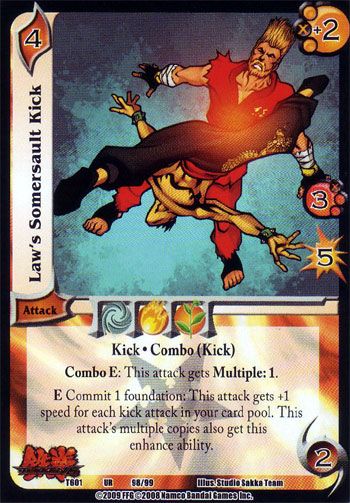 4
+2
Law's Somersault Kick
3
5
Attack
Kick • Combo (Kick)
Combo E: This attack gets Multiple: 1.
E Commit 1 foundation: This attack gets +1
speed for each kick attack in your card pool. This
attack's multiple copies also get this
enhance ability.
2
鉄拳
T601 UR 98/99 Illus. Studio Sakka Team
©2009 FFG ©2008 Namco Bandai Games Inc.